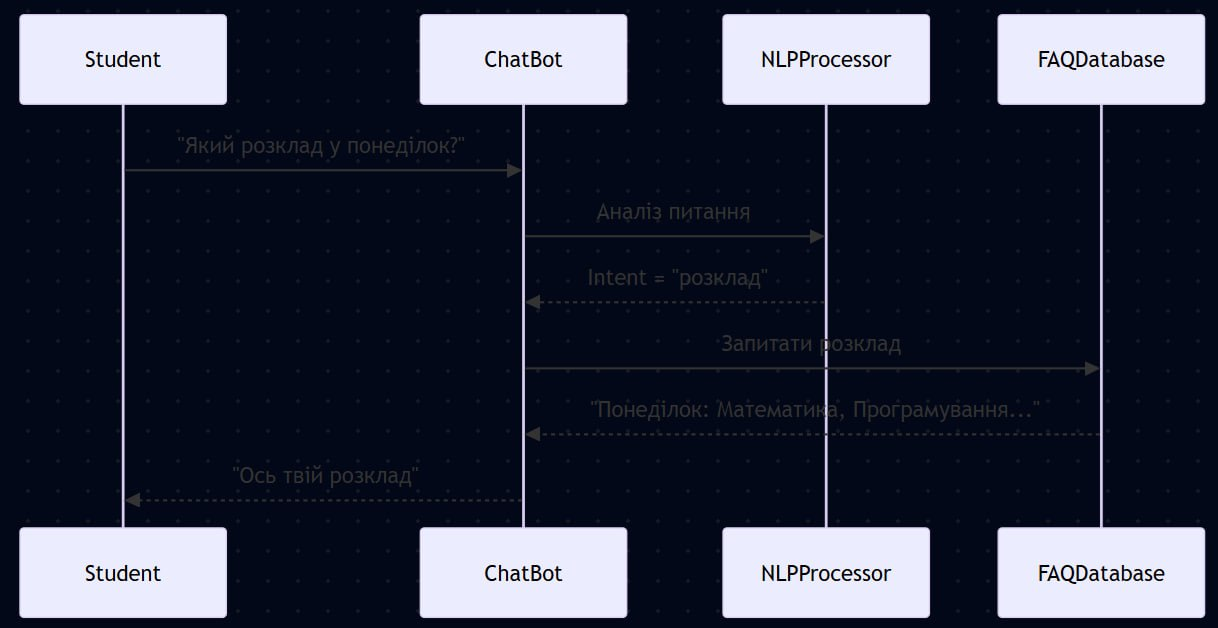 Student
ChatBot
NLPProcessor
FAQDatabase
"Який розклад у понеділок?"
Аналіз питання
Intent = "розклад"
Запитати розклад
"Понеділок: Математика, Програмування..."
"Ось твій розклад"
Student
ChatBot
NLPProcessor
FAQDatabase